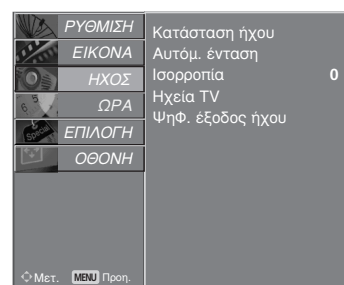 ΡΥΘΜΙΣΗ
ΕΙΚΟΝΑ
ΗΧΟΣ
ΩΡΑ
Special
ΕΠΙΛΟΓΗ
ΟΘΟΝΗ
Κατάσταση ήχου
Αυτόμ. ένταση
Ισορροπία 0
Ηχεία TV
ΨηΦ. έξοδος ήχου
Μετ. MENU Προη.